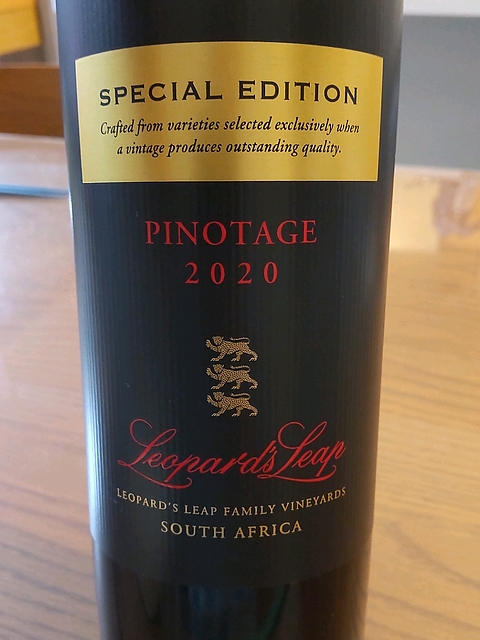 SPECIAL EDITION
Crafted from varieties selected exclusively when
a vintage produces outstanding quality.
PINOTAGE
2020
Leopard's Leap
LEOPARD'S LEAP FAMILY VINEYARDS
SOUTH AFRICA